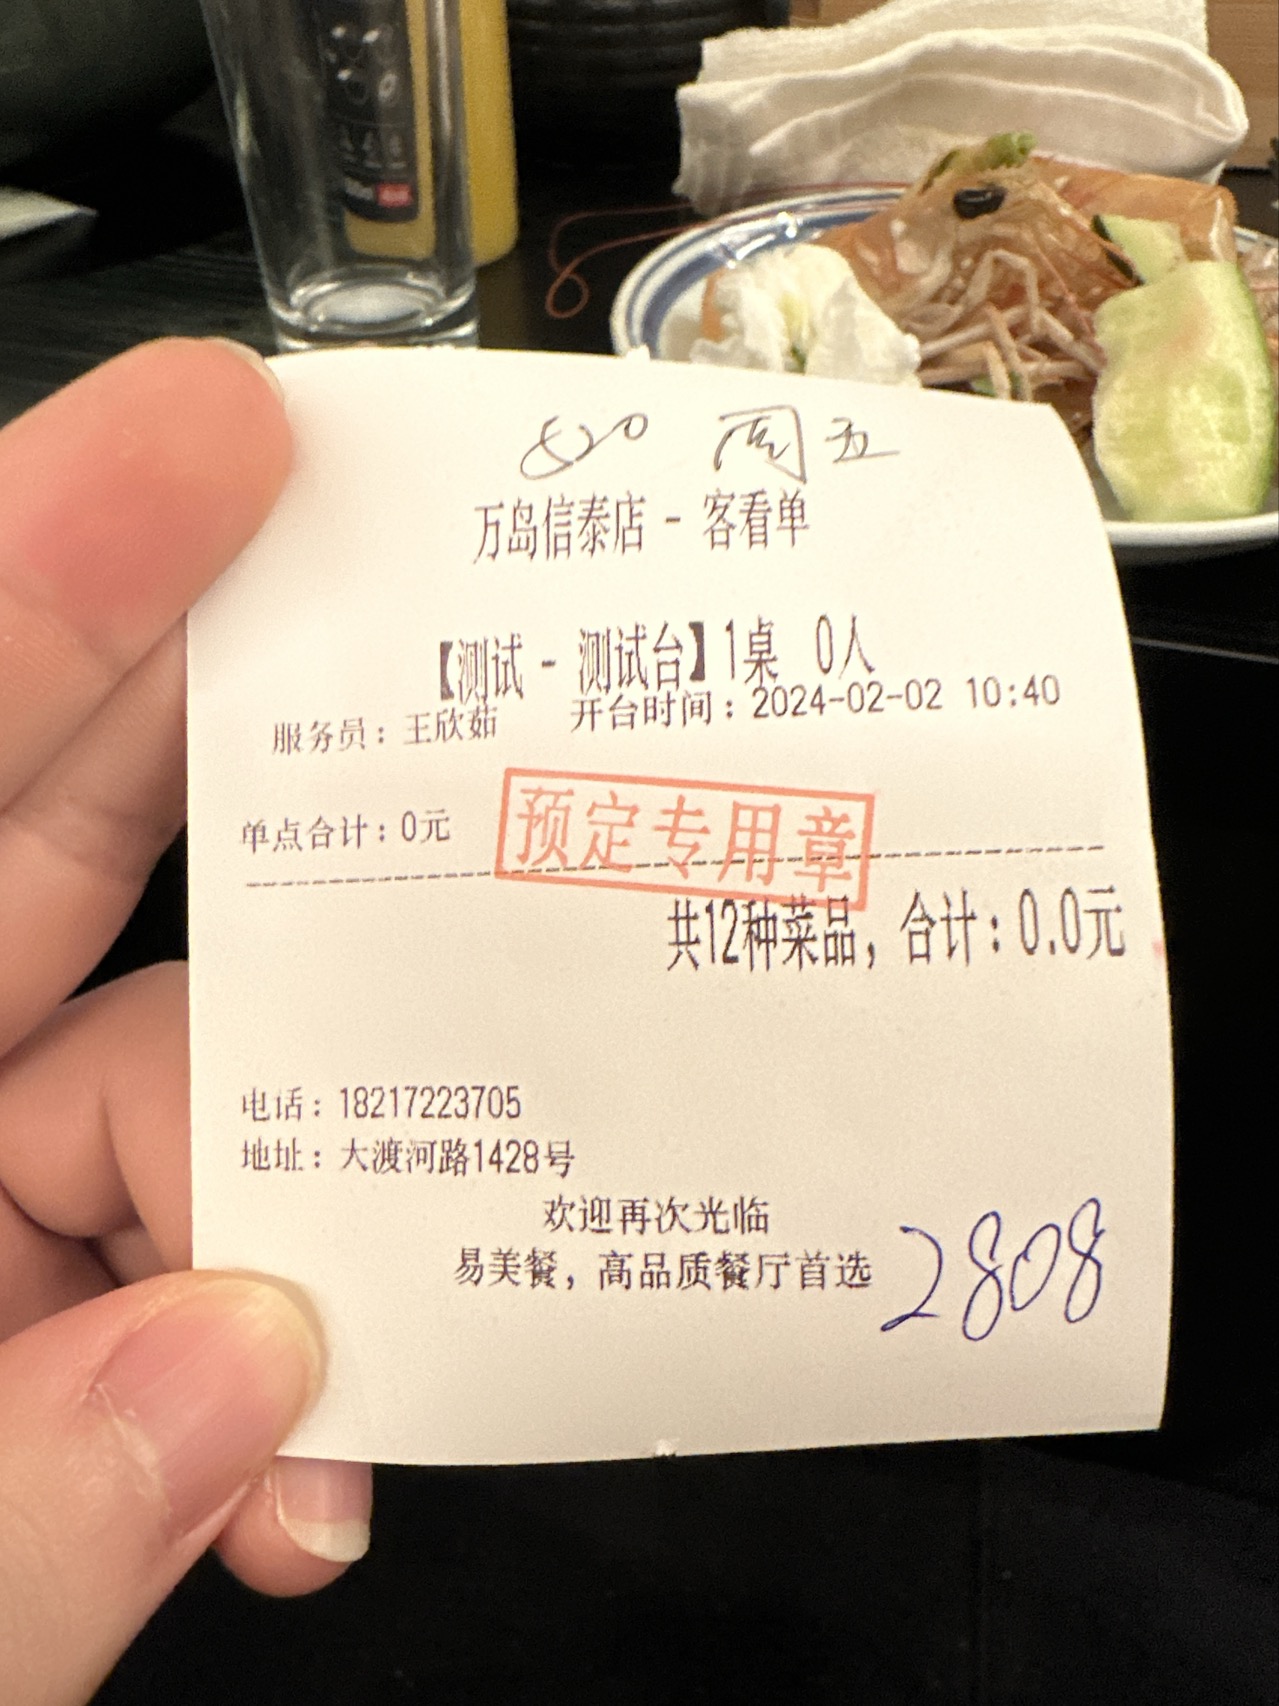 周五
万岛信泰店 - 客看单
【测试 - 测试台】1桌 0人
服务员：王欣茹 开台时间：2024-02-02 10:40
单点合计：0元
预定专用章
共12种菜品，合计：0.0元
电话：18217223705
地址：大渡河路1428号
欢迎再次光临
易美餐，高品质餐厅首选
2808